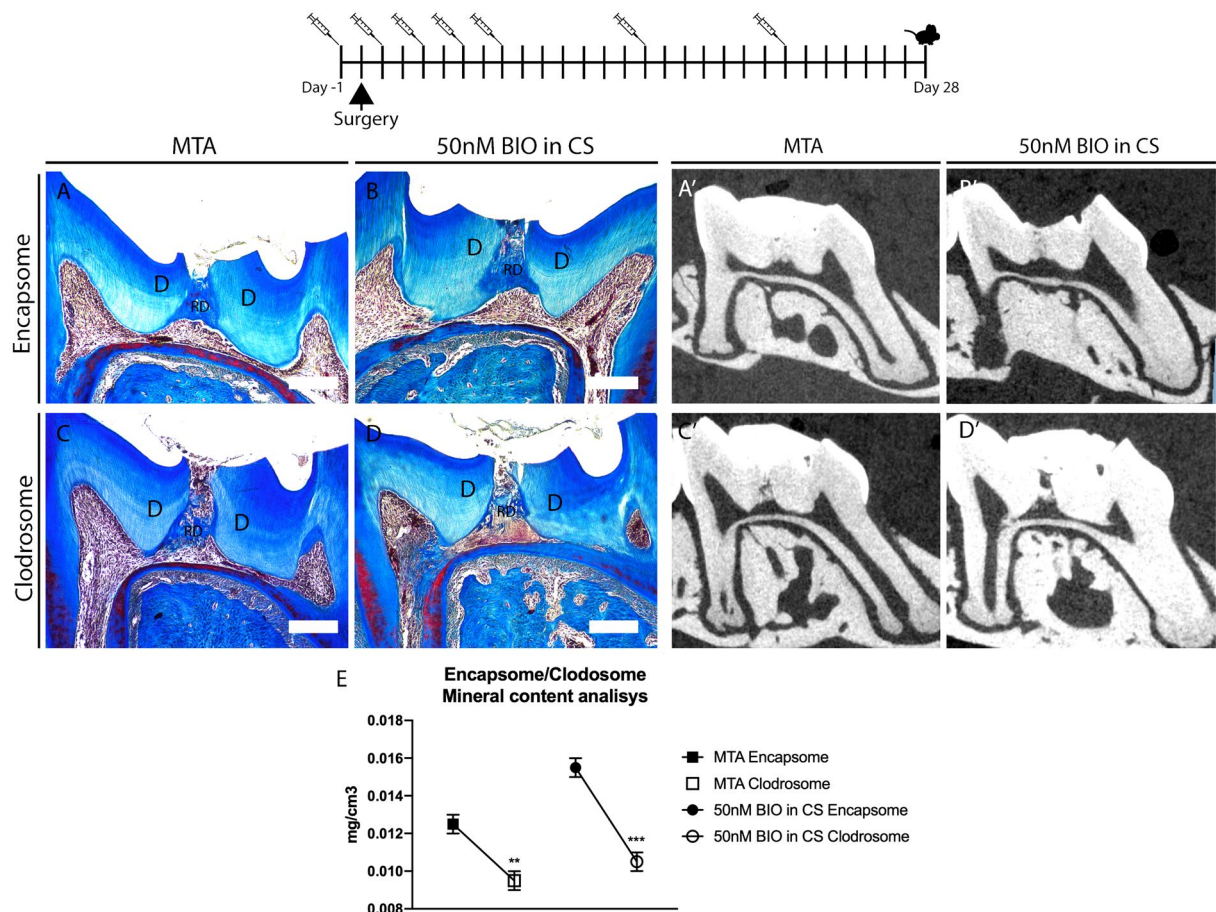 Day -1
Day 28
Surgery
MTA
50nM BIO in CS
MTA
50nM BIO in CS
Encapsome
Clodrosome
A
D
D
RD
B
D
D
RD
A’
B’
C
D
D
RD
D
D
D
RD
C’
D’
E
Encapsome/Clodosome
Mineral content analisys
mg/cm3
0.018
0.016
0.014
0.012
0.010
0.008
**
***
MTA Encapsome
MTA Clodrosome
50nM BIO in CS Encapsome
50nM BIO in CS Clodrosome